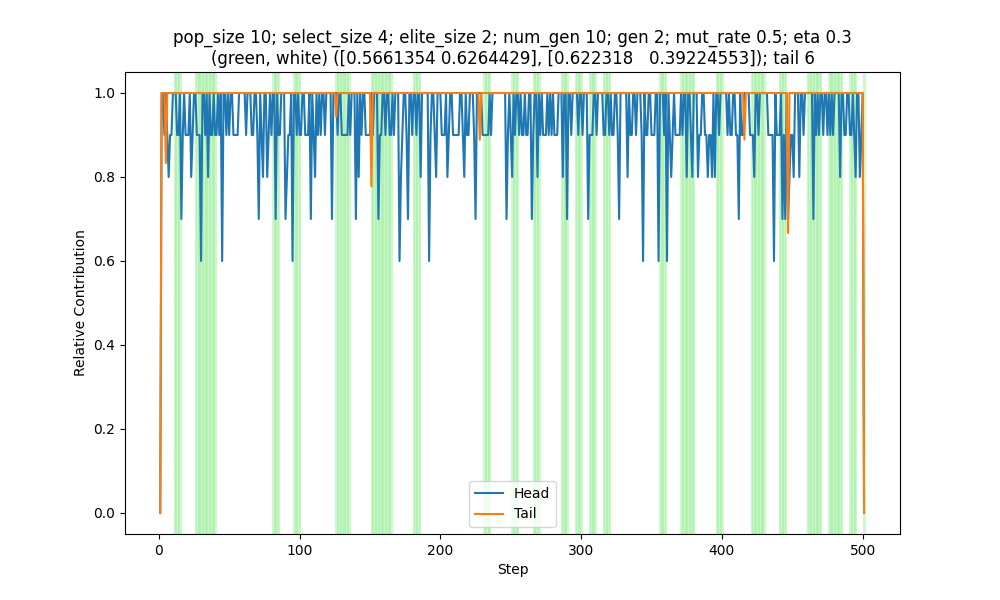 pop_size 10; select_size 4; elite_size 2; num_gen 10; gen 2; mut_rate 0.5; eta 0.3
(green, white) ([0.5661354 0.6264429], [0.622318   0.39224553]); tail 6
1.0
0.8
0.6
0.4
0.2
0.0
Relative Contribution
Head
Tail
0
100
200
300
400
500
Step